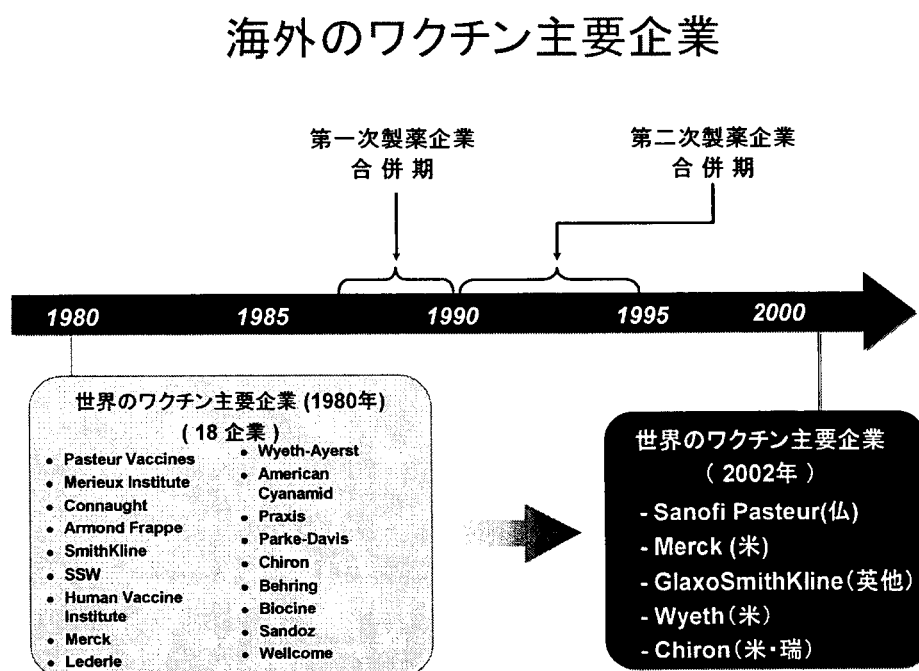 海外のワクチン主要企業
第一次製薬企業
合 併 期
第二次製薬企業
合 併 期
1980
1985
1990
1995
2000
世界のワクチン主要企業 (1980年)
( 18 企業 )
• Pasteur Vaccines
• Merieux Institute
• Connaught
• Armond Frappe
• SmithKline
• SSW
• Human Vaccine
Institute
• Merck
• Lederle
• Wyeth-Ayerst
• American
Cyanamid
• Praxis
• Parke-Davis
• Chiron
• Behring
• Biocine
• Sandoz
• Wellcome
世界のワクチン主要企業
( 2002年 )
- Sanofi Pasteur(仏)
- Merck (米)
- GlaxoSmithKline(英他)
- Wyeth(米)
- Chiron(米・瑞)